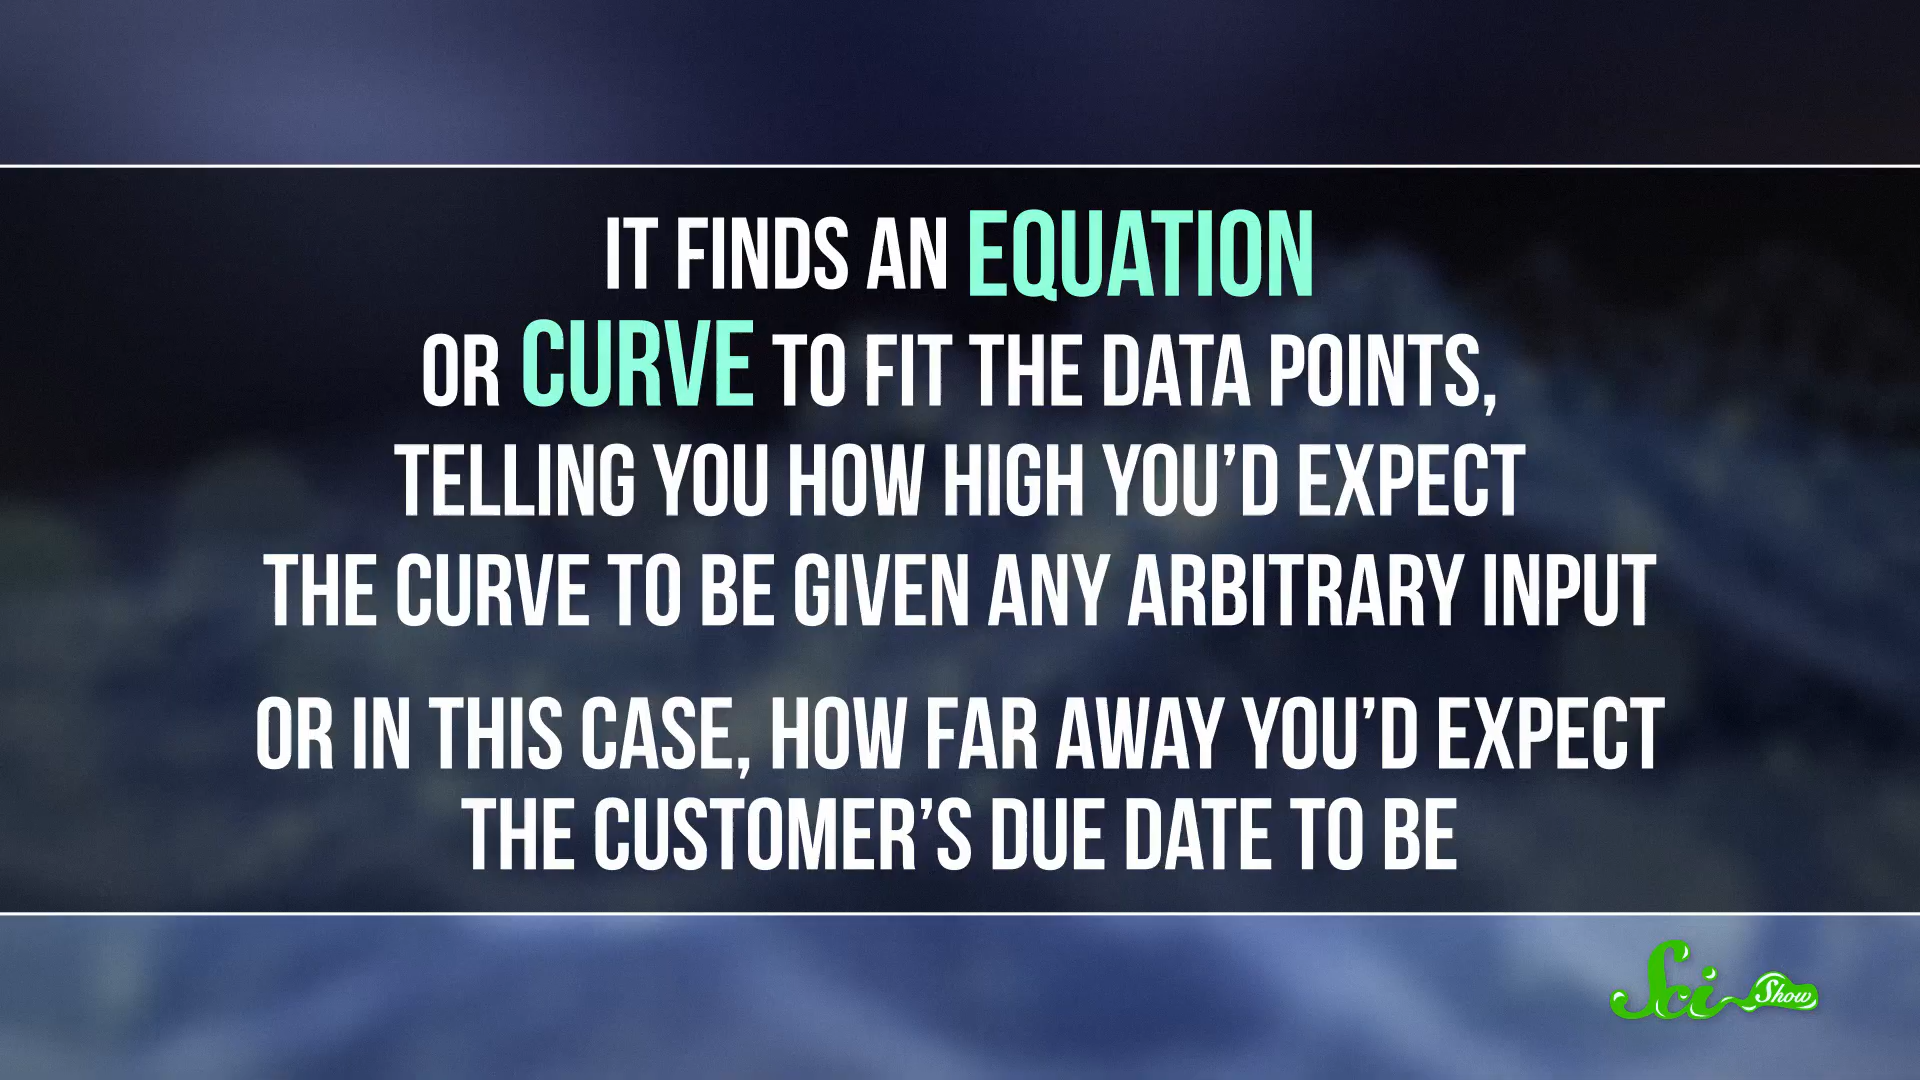 IT FINDS AN EQUATION
OR CURVE TO FIT THE DATA POINTS,
TELLING YOU HOW HIGH YOU’D EXPECT
THE CURVE TO BE GIVEN ANY ARBITRARY INPUT
OR IN THIS CASE, HOW FAR AWAY YOU’D EXPECT
THE CUSTOMER’S DUE DATE TO BE
Sci Show